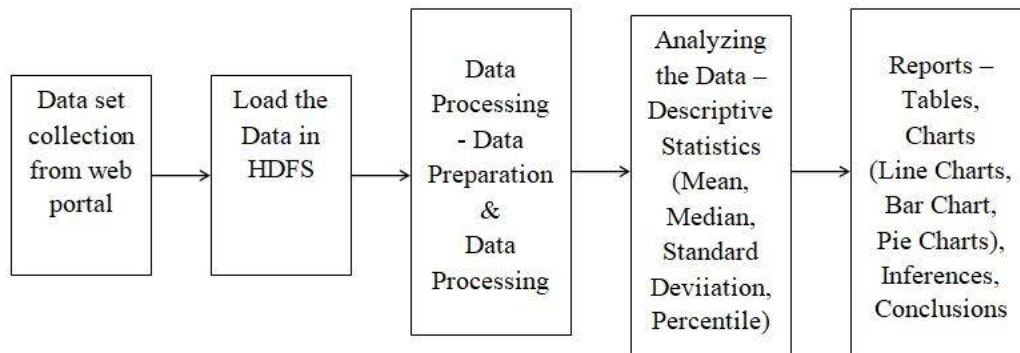 Data set
collection
from web
portal
Load the
Data in
HDFS
Data
Processing
- Data
Preparation
&
Data
Processing
Analyzing
the Data –
Descriptive
Statistics
(Mean,
Median,
Standard
Deviiation,
Percentile)
Reports –
Tables,
Charts
(Line Charts,
Bar Chart,
Pie Charts),
Inferences,
Conclusions